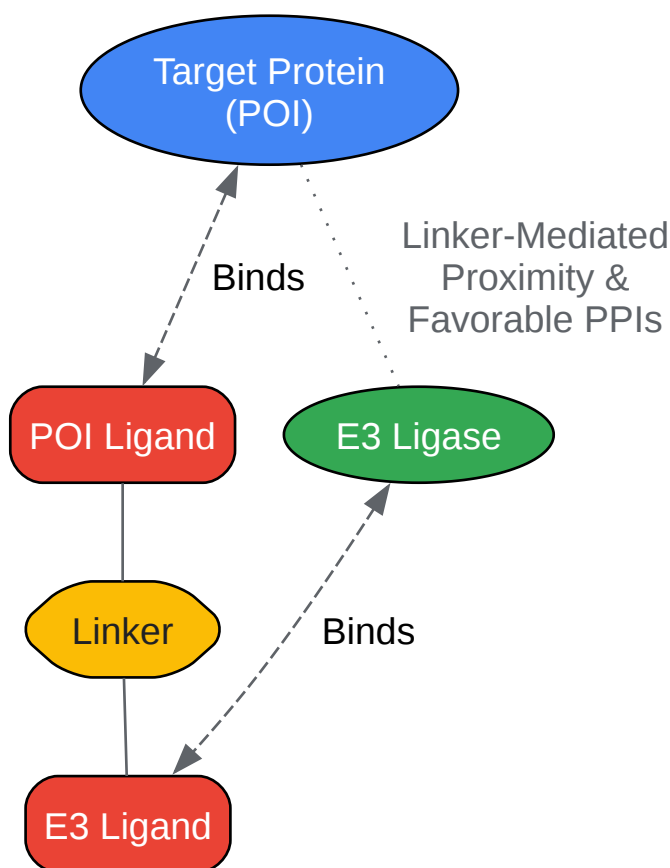 Target Protein
(POI)
Linker-Mediated
Proximity &
Favorable PPIs
Binds
POI Ligand
E3 Ligase
Linker
Binds
E3 Ligand